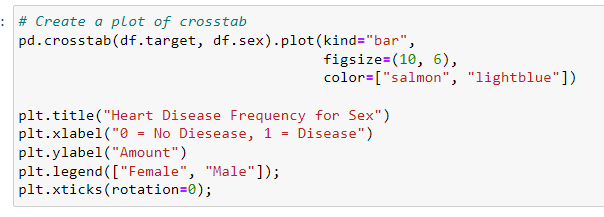 :
# Create a plot of crosstab
pd.crosstab(df.target, df.sex).plot(kind="bar",
                                    figsize=(10, 6),
                                    color=["salmon", "lightblue"])

plt.title("Heart Disease Frequency for Sex")
plt.xlabel("0 = No Diesease, 1 = Disease")
plt.ylabel("Amount")
plt.legend(["Female", "Male"]);
plt.xticks(rotation=0);